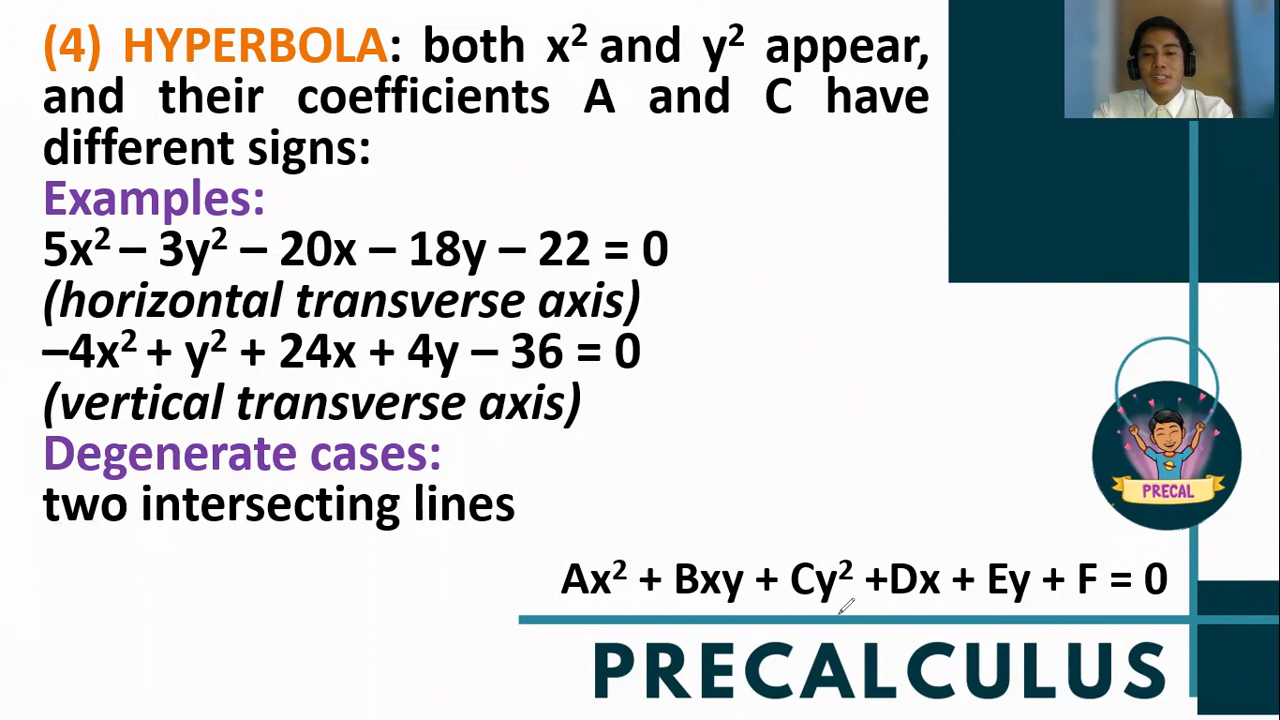 (4) HYPERBOLA: both x² and y² appear,
and their coefficients A and C have
different signs:
Examples:
5x² – 3y² – 20x – 18y – 22 = 0
(horizontal transverse axis)
–4x² + y² + 24x + 4y – 36 = 0
(vertical transverse axis)
Degenerate cases:
two intersecting lines
PRECAL
Ax² + Bxy + Cy² +Dx + Ey + F = 0
PRECALCULUS